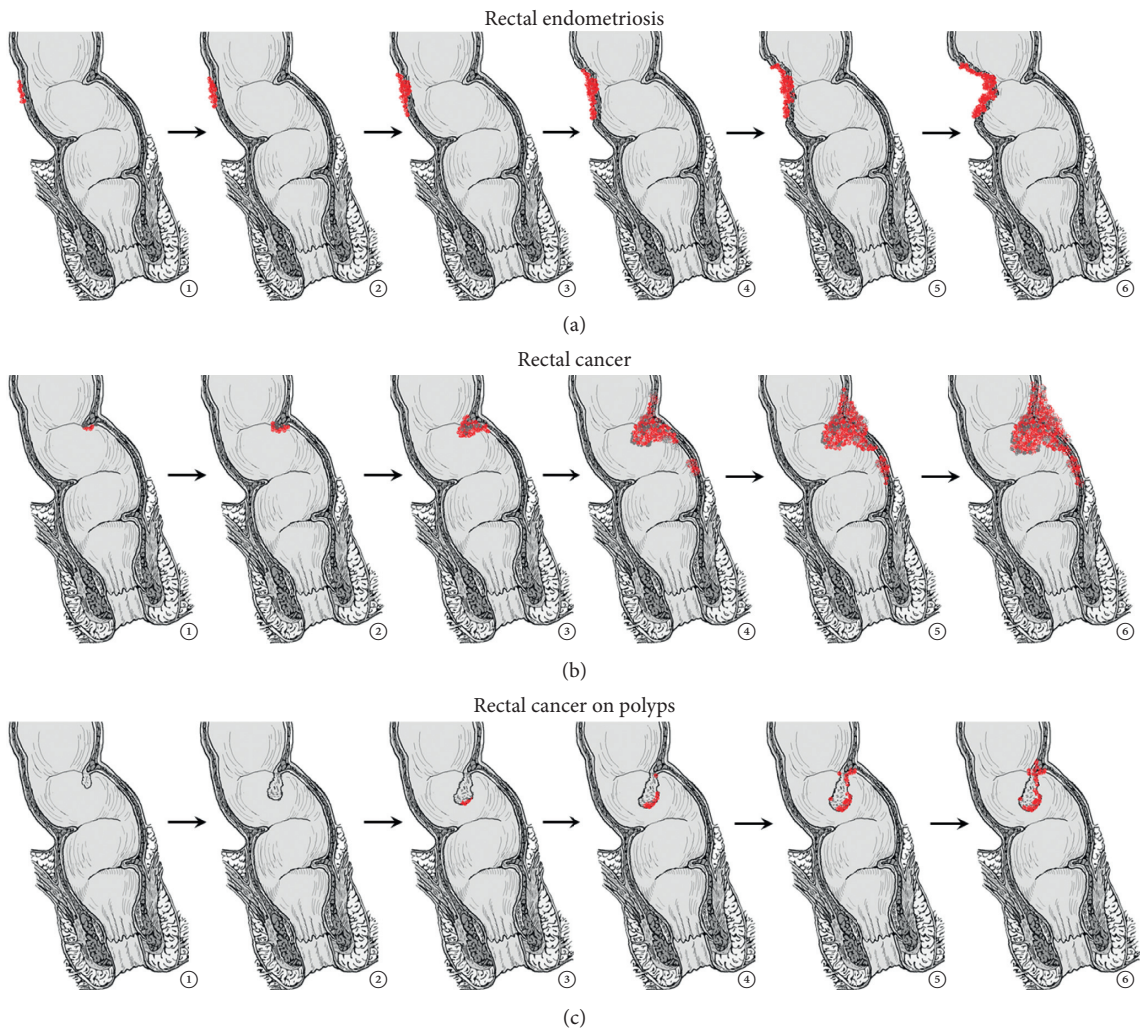 Rectal endometriosis
① ② ③ ④ ⑤ ⑥
(a)
Rectal cancer
① ② ③ ④ ⑤ ⑥
(b)
Rectal cancer on polyps
① ② ③ ④ ⑤ ⑥
(c)